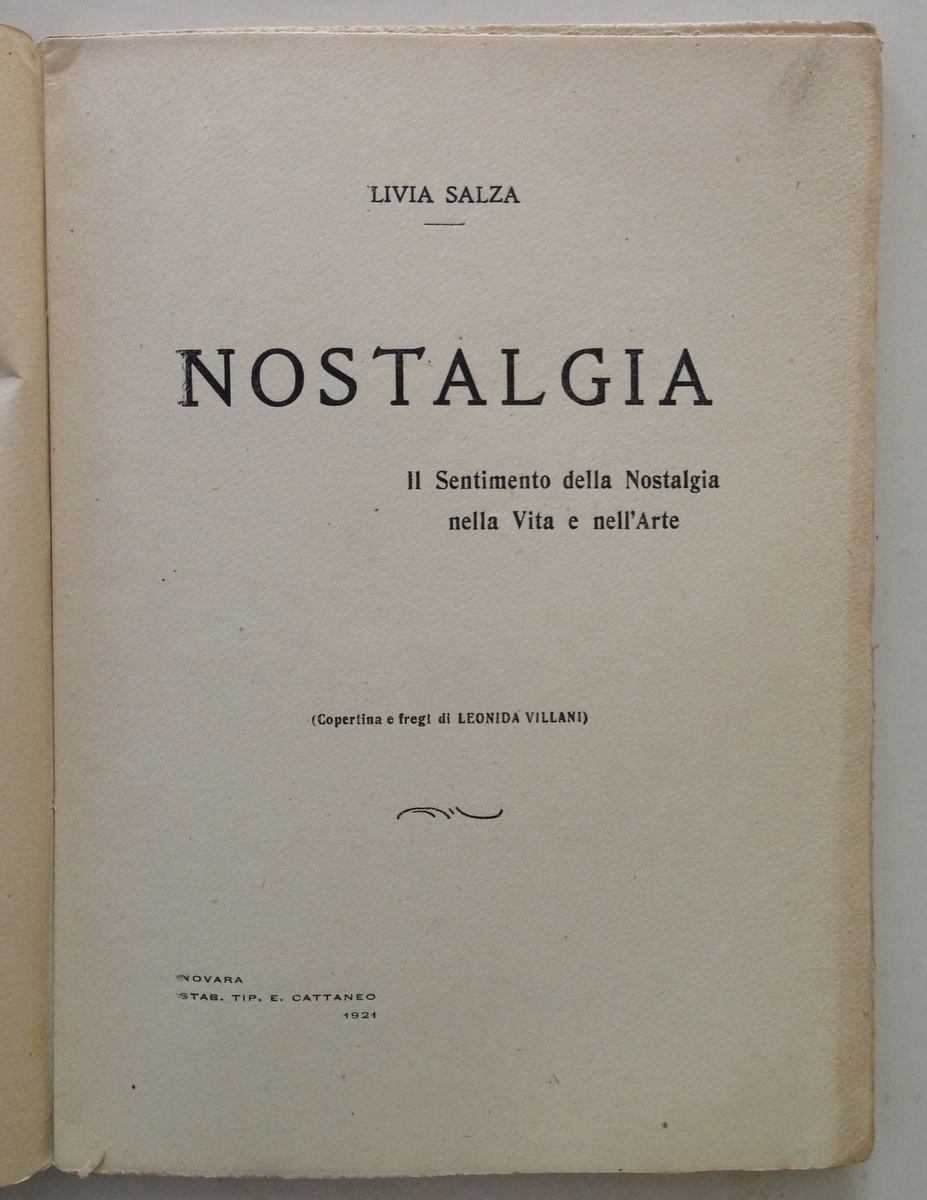 LIVIA SALZA
NOSTALGIA
Il Sentimento della Nostalgia
nella Vita e nell'Arte
(Copertina e fregi di LEONIDA VILLANI)
NOVARA
STAB. TIP. E. CATTANEO
1921